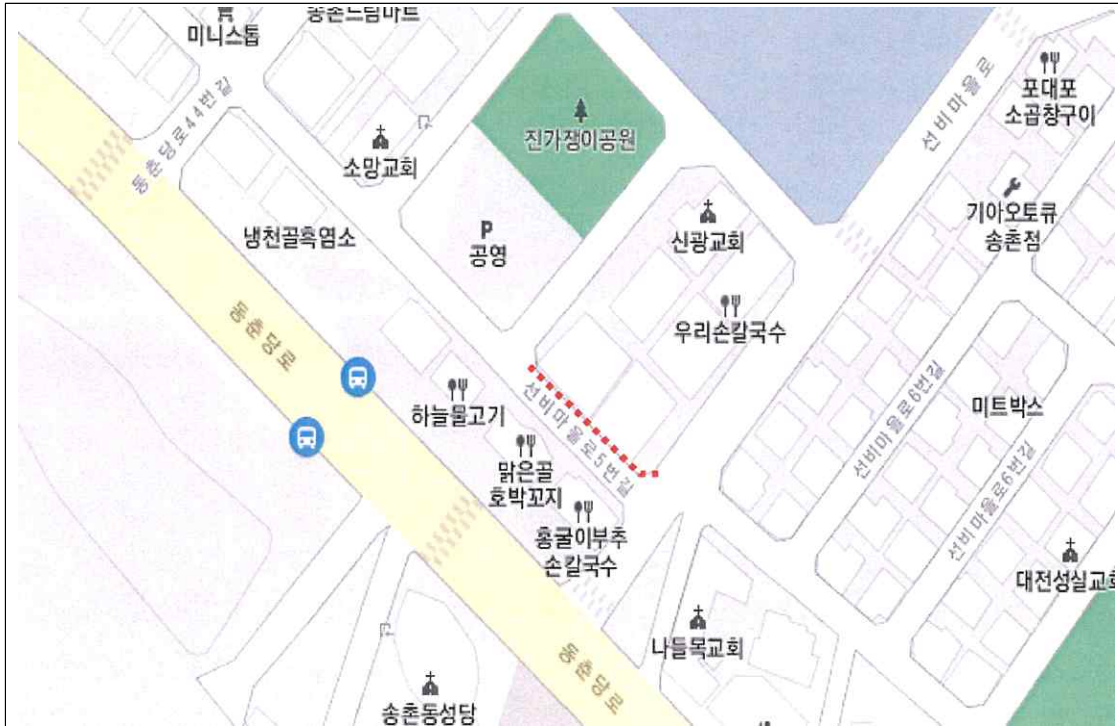 미니스톱
송촌드림마트
동춘당로44번길
소망교회
진가쟁이공원
선비마을로
포대포
소곱창구이
냉천골흑염소
P
공영
신광교회
기아오토큐
송촌점
동춘당로
우리손칼국수
하늘물고기
선비마을로5번길
선비마을로6번길
미트박스
맑은골
호박꼬지
홍굴이부추
손칼국수
선비마을로6번길
대전성실교회
나들목교회
동춘당로
송촌동성당